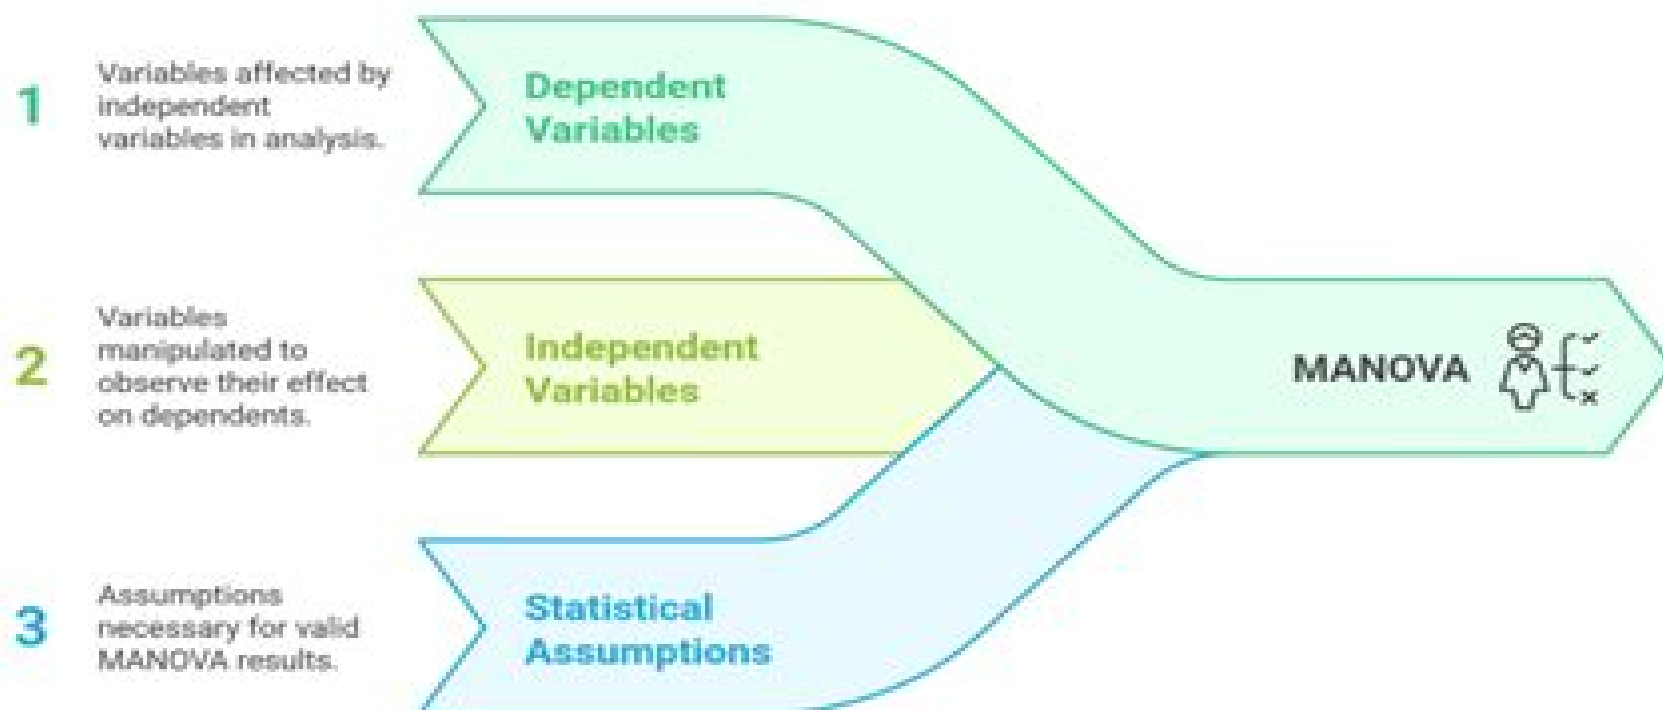 1
Variables affected by
independent
variables in analysis.
Dependent
Variables
2
Variables
manipulated to
observe their effect
on dependents.
Independent
Variables
MANOVA
3
Assumptions
necessary for valid
MANOVA results.
Statistical
Assumptions